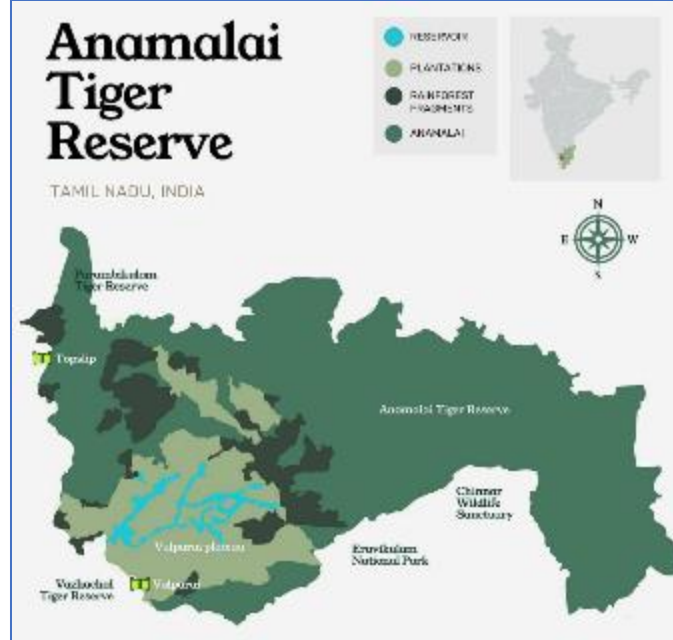 Anamalai
Tiger
Reserve
TAMIL NADU, INDIA
RESERVOIR
PLANTATIONS
RAINFOREST
FRAGMENTS
ANAMALAI
N
E
W
S
Tiger Reserve
Topslip
Anamalai Tiger Reserve
Chinnar
Wildlife
Sanctuary
Valparai plateau
Eravikulam
National Park
Vazhachal
Tiger Reserve
Valparai